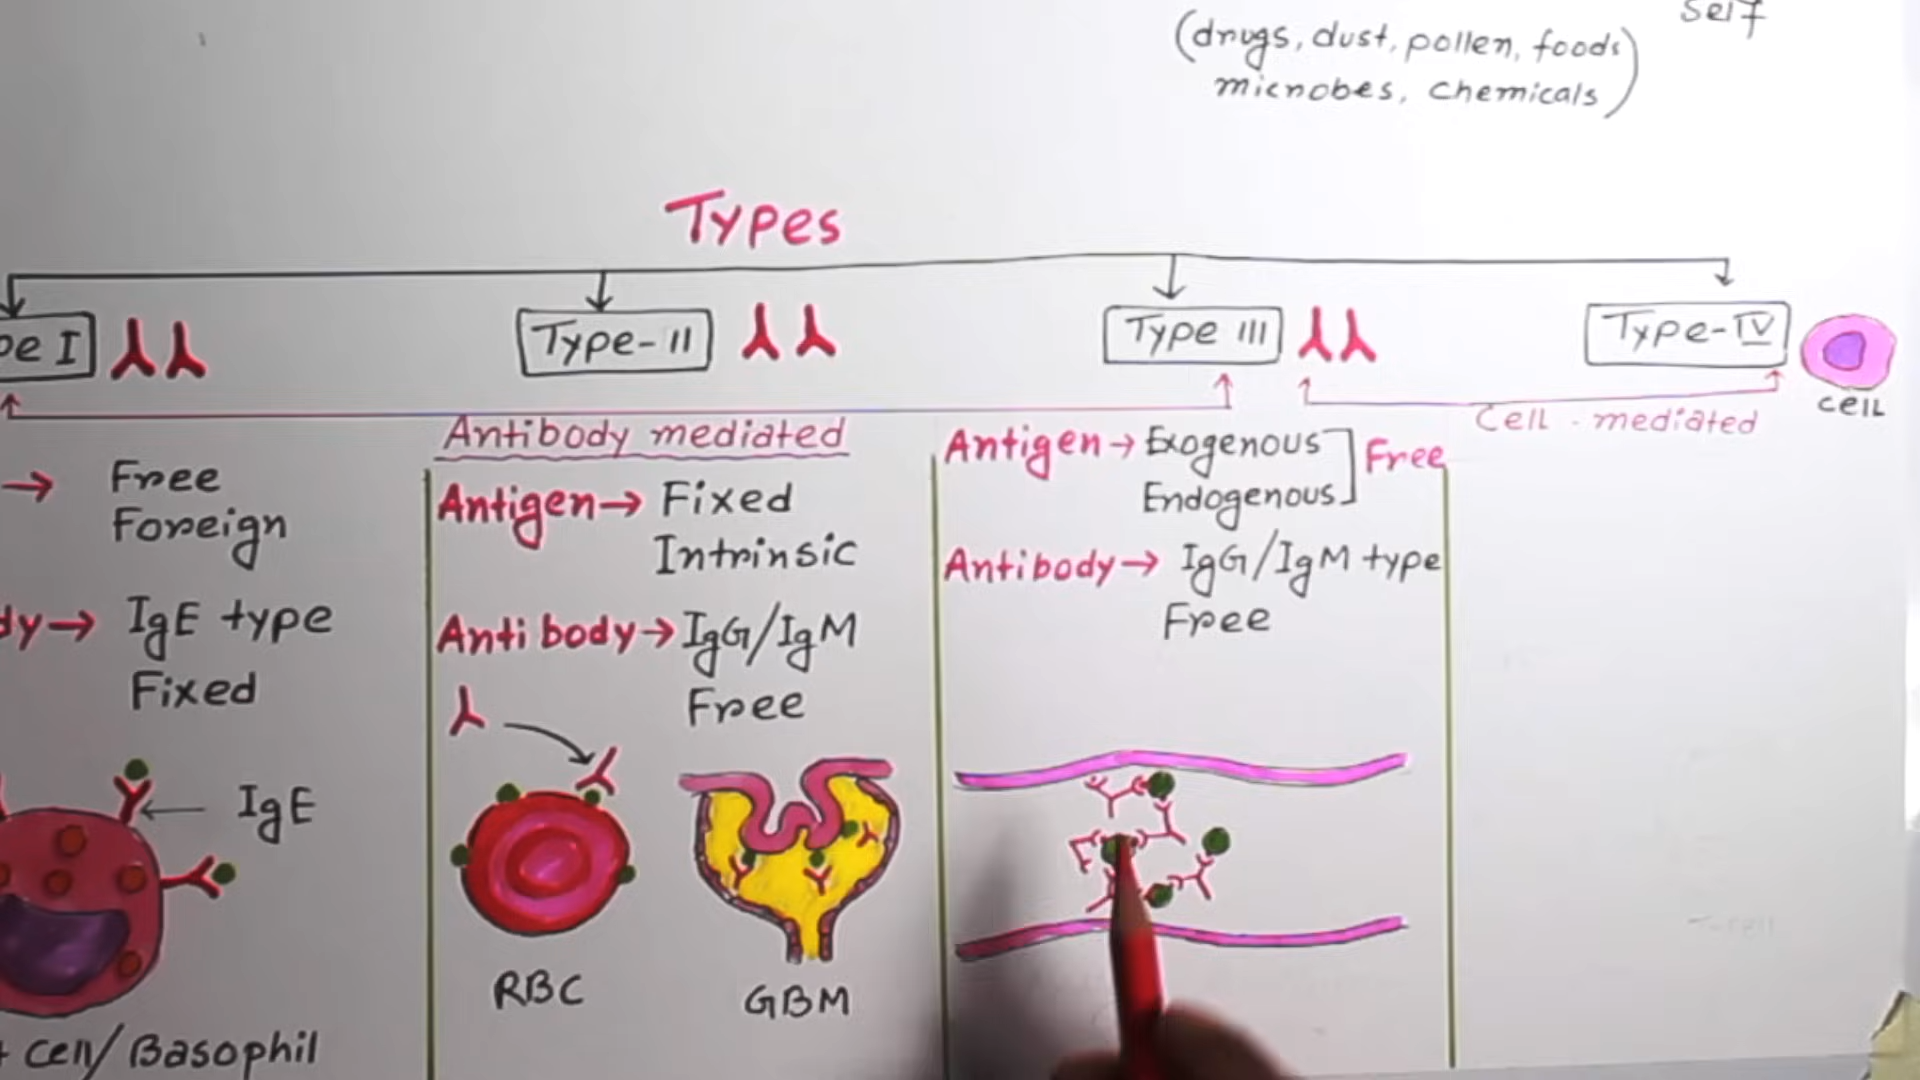 self
(drugs, dust, pollen, foods
microbes, chemicals)
Types
pe I
Type-II
Type III
Type-IV
CELL
Antibody mediated
Cell-mediated
→ Free
Foreign
dy→ IgE type
Fixed
IgE
cell/Basophil
Antigen→ Fixed
Intrinsic
Antibody→IgG/IgM
Free
RBC
GBM
Antigen→ Exogenous
Endogenous] Free
Antibody→ IgG/IgM type
Free